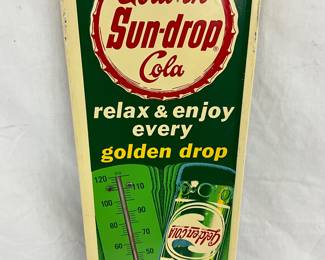 Sun-drop®
Cola
relax & enjoy
every
golden drop
120
110
100
90
80
70
60
50